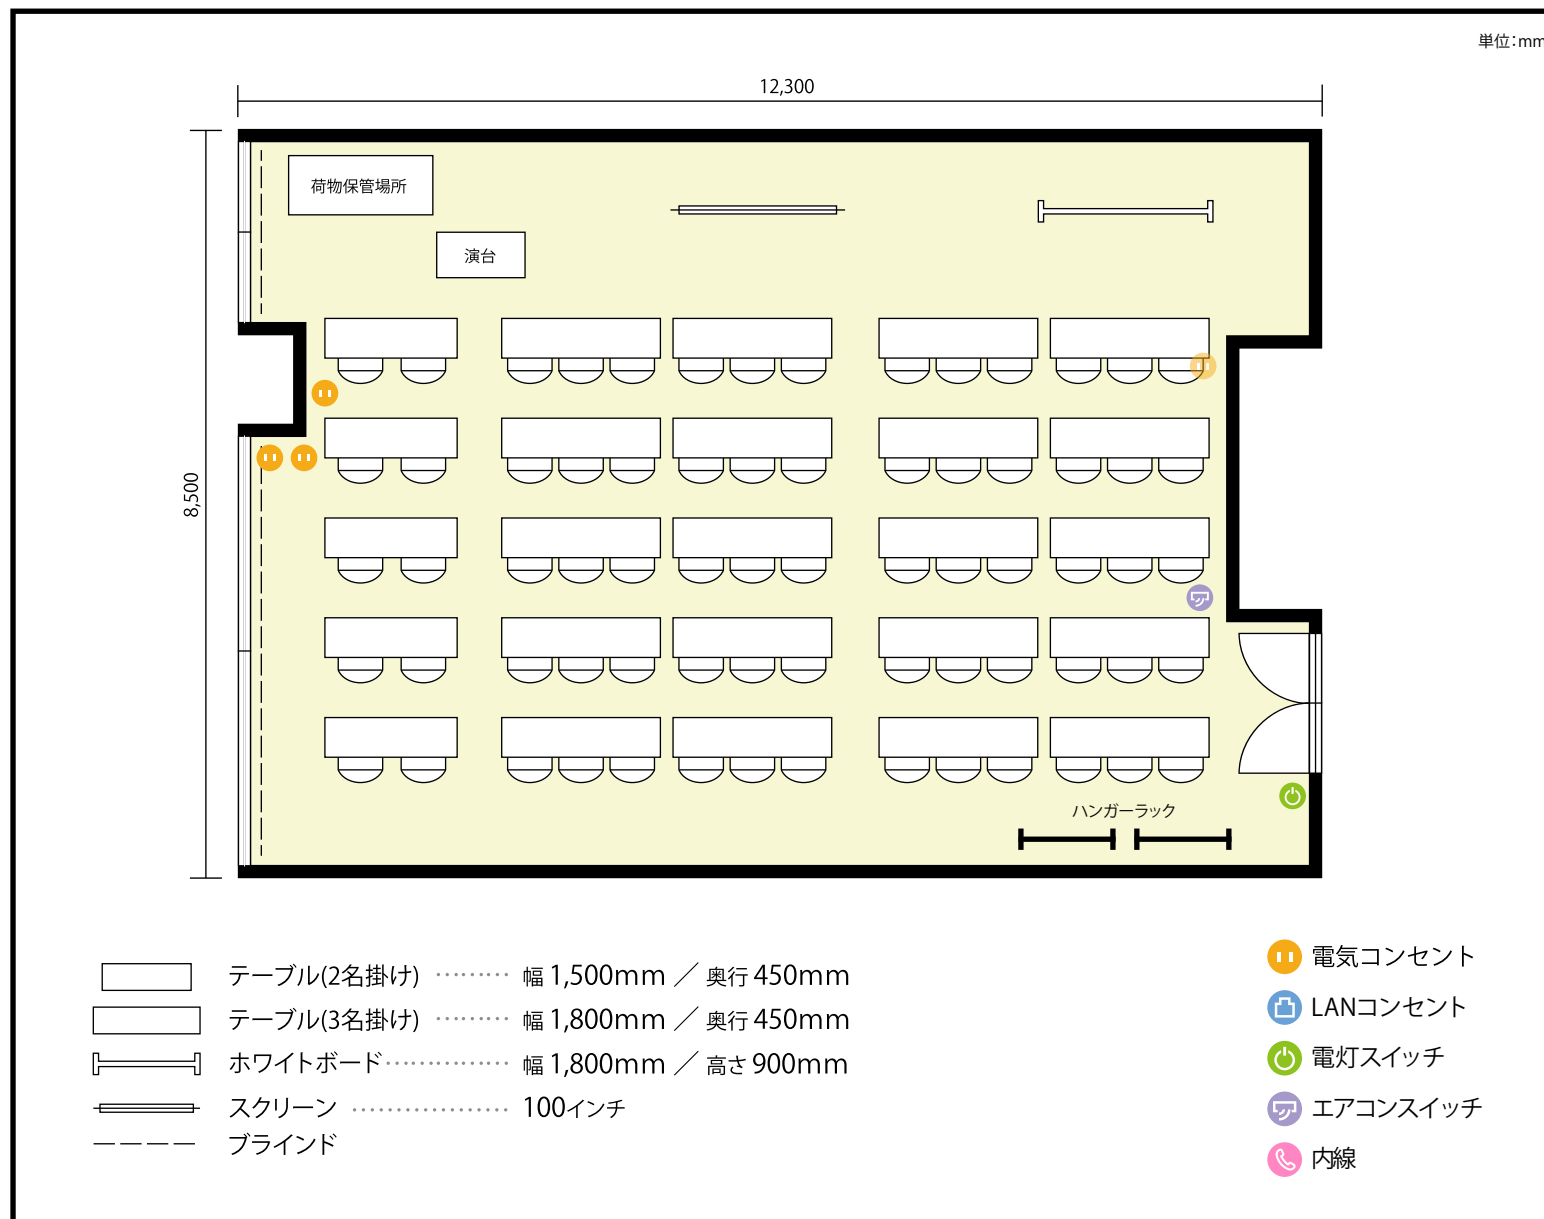 単位：mm
12,300
8,500
荷物保管場所
演台
ハンガーラック
テーブル(2名掛け) ……… 幅 1,500mm ／ 奥行 450mm
テーブル(3名掛け) ……… 幅 1,800mm ／ 奥行 450mm
ホワイトボード…………… 幅 1,800mm ／ 高さ 900mm
スクリーン ……………… 100インチ
ブラインド
電気コンセント
LANコンセント
電灯スイッチ
エアコンスイッチ
内線